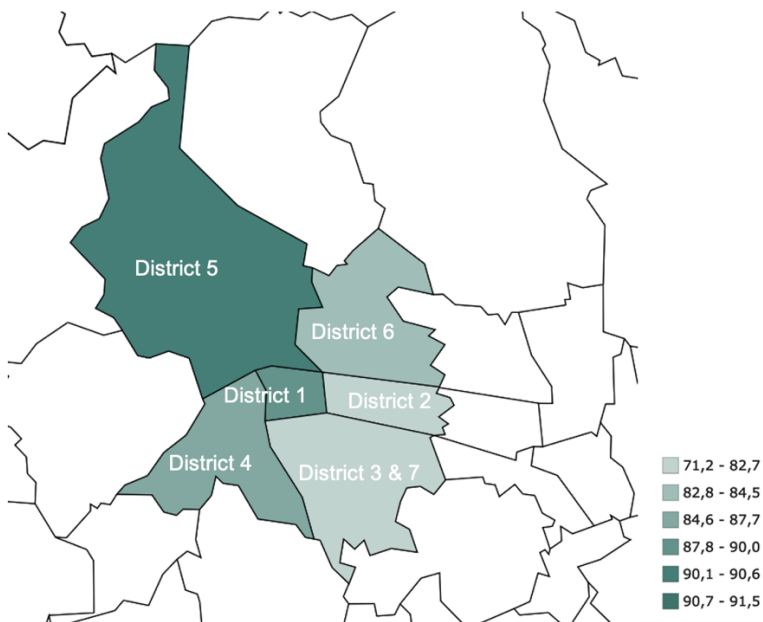 District 5
District 6
District 1
District 2
District 4
District 3 & 7
71,2 - 82,7
82,8 - 84,5
84,6 - 87,7
87,8 - 90,0
90,1 - 90,6
90,7 - 91,5